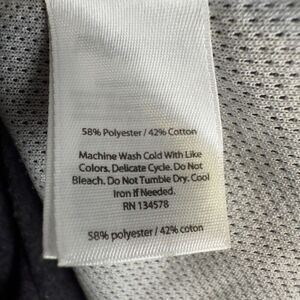 58% Polyester / 42% Cotton
Machine Wash Cold With Like
Colors. Delicate Cycle. Do Not
Bleach. Do Not Tumble Dry. Cool
Iron If Needed.
RN 134578
58% polyester / 42% coton